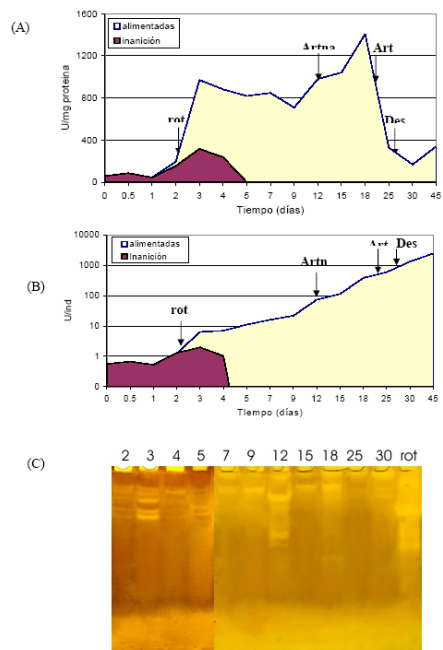 (A)
U/mg proteina
1600
1200
800
400
0
alimentadas
inanición
rot
Artna
Art
Des
0 0.5 1 2 3 4 5 7 9 12 15 18 25 30 45
Tiempo (días)
(B)
U/ind
10000
1000
100
10
1
0
alimentadas
Inanición
rot
Artn
Art
Des
0 0.5 1 2 3 4 5 7 9 12 15 18 25 30 45
Tiempo (días)
(C)
2 3 4 5 7 9 12 15 18 25 30 rot